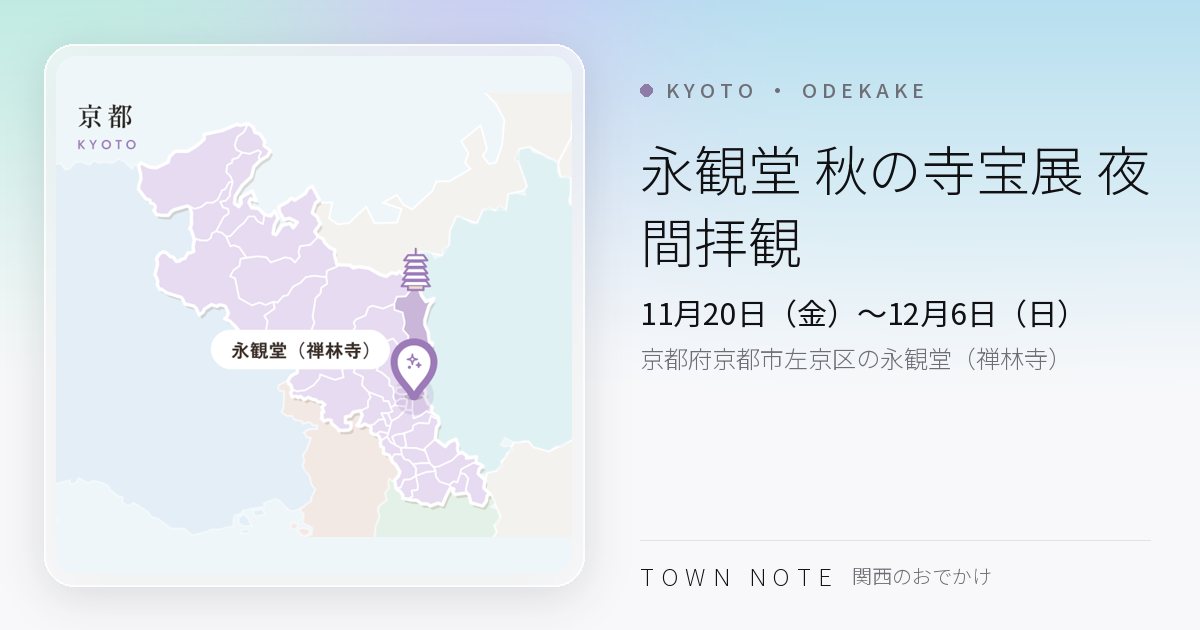 京都
KYOTO
永観堂（禅林寺）
KYOTO • ODEKAKE
永観堂 秋の寺宝展 夜
間拝観
11月20日（金）〜12月6日（日）
京都府京都市左京区の永観堂（禅林寺）
TOWN NOTE 関西のおでかけ